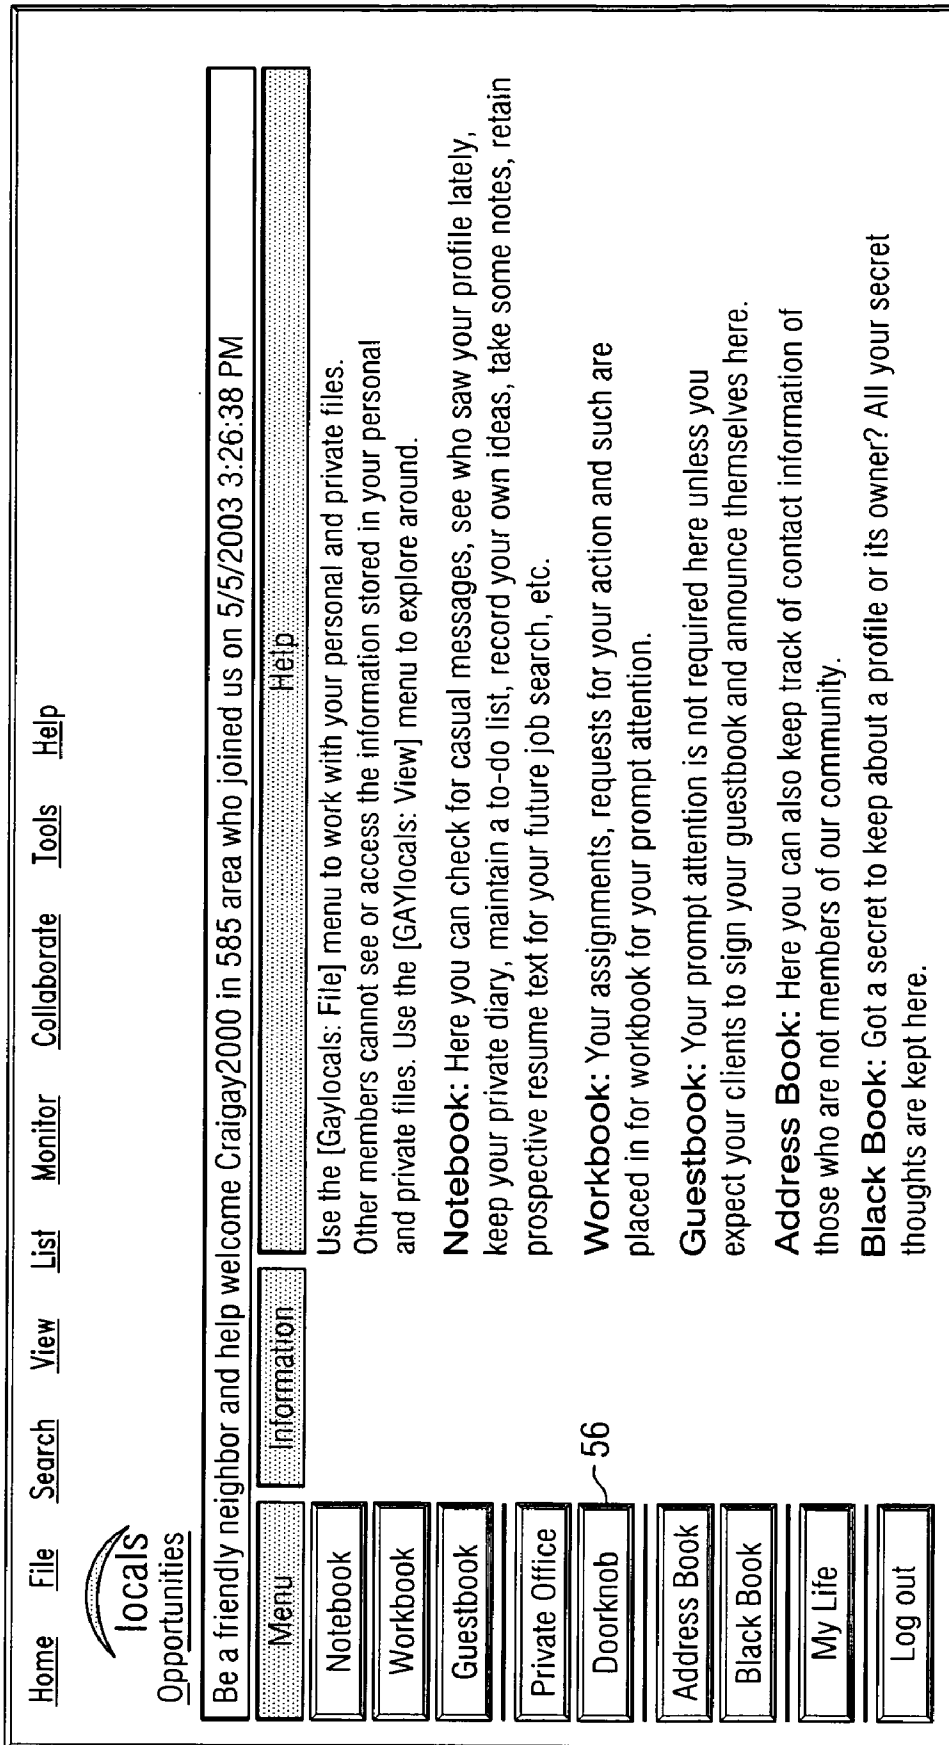 Home File Search View List Monitor Collaborate Tools Help
locals
Opportunities
Be a friendly neighbor and help welcome Craigay2000 in 585 area who joined us on 5/5/2003 3:26:38 PM
Menu Information Help
Notebook
Workbook
Guestbook
Private Office
Doorknob 56
Address Book
Black Book
My Life
Log out
Use the [Gaylocals: File] menu to work with your personal and private files.
Other members cannot see or access the information stored in your personal
and private files. Use the [GAYlocals: View] menu to explore around.
Notebook: Here you can check for casual messages, see who saw your profile lately,
keep your private diary, maintain a to-do list, record your own ideas, take some notes, retain
prospective resume text for your future job search, etc.
Workbook: Your assignments, requests for your action and such are
placed in for workbook for your prompt attention.
Guestbook: Your prompt attention is not required here unless you
expect your clients to sign your guestbook and announce themselves here.
Address Book: Here you can also keep track of contact information of
those who are not members of our community.
Black Book: Got a secret to keep about a profile or its owner? All your secret
thoughts are kept here.